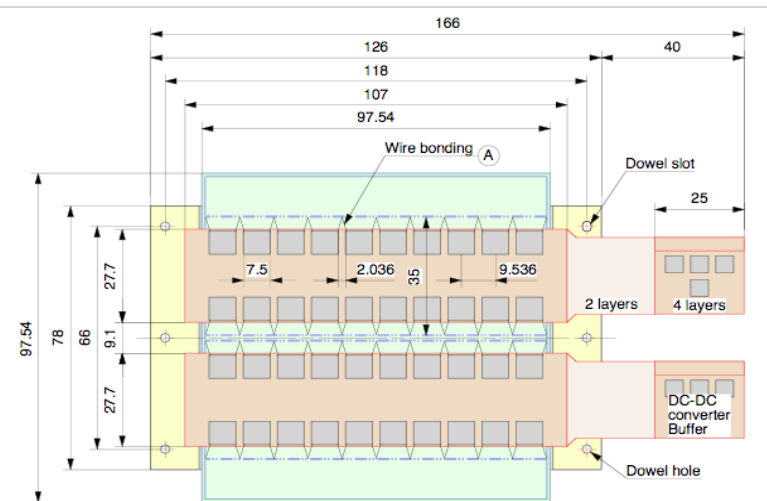 166
126
40
118
107
97.54
Wire bonding
A
Dowel slot
25
27.7
7.5
2.036
35
9.536
2 layers
4 layers
97.54
78
66
9.1
27.7
DC-DC
converter
Buffer
Dowel hole